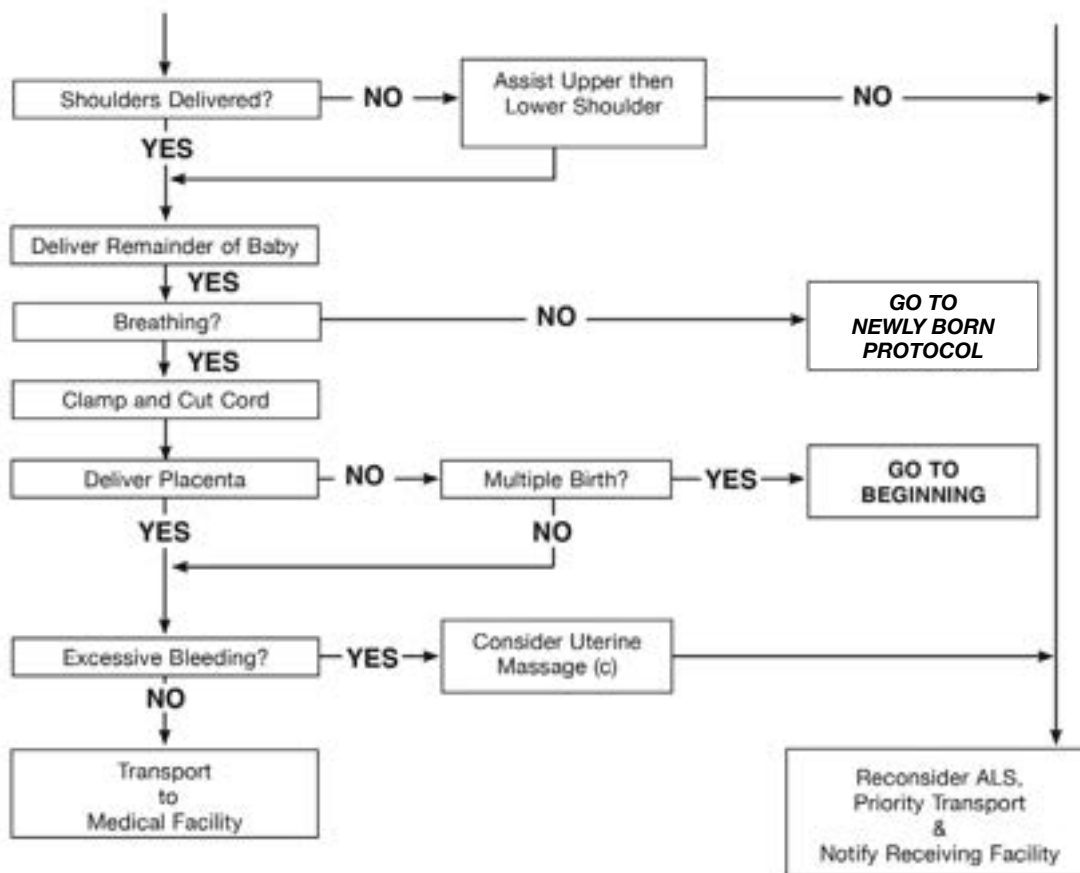 Shoulders Delivered?
NO
Assist Upper then
Lower Shoulder
NO
YES
Deliver Remainder of Baby
YES
Breathing?
NO
GO TO
NEWLY BORN
PROTOCOL
YES
Clamp and Cut Cord
Deliver Placenta
NO
Multiple Birth?
YES
GO TO
BEGINNING
YES
NO
Excessive Bleeding?
YES
Consider Uterine
Massage (c)
NO
Transport
to
Medical Facility
Reconsider ALS,
Priority Transport
&
Notify Receiving Facility